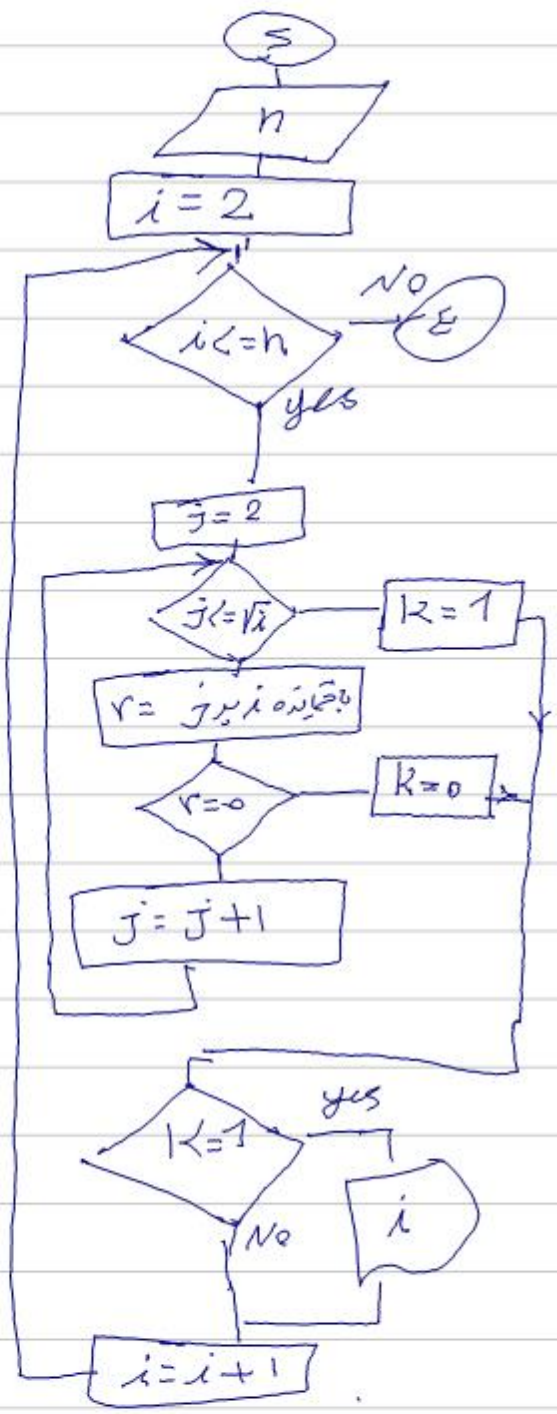 S
n
i = 2
i <= n
NO
E
yes
j = 2
j <= √i
k = 1
r = باقیمانده i بر j
r = 0
k = 0
j = j + 1
k = 1
yes
i
No
i = i + 1